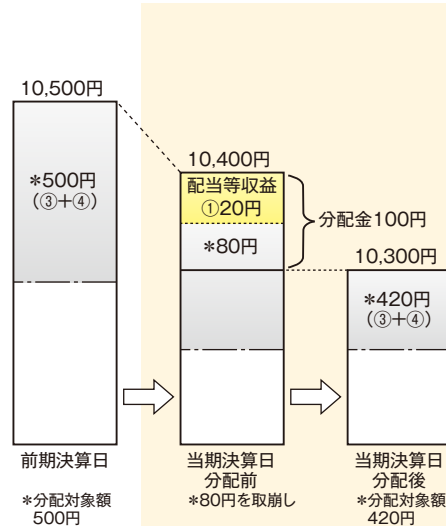 10,500円
*500円
(③+④)
前期決算日
*分配対象額
500円
10,400円
配当等収益
①20円
*80円
分配金100円
当期決算日
分配前
*80円を取崩し
10,300円
*420円
(③+④)
当期決算日
分配後
*分配対象額
420円